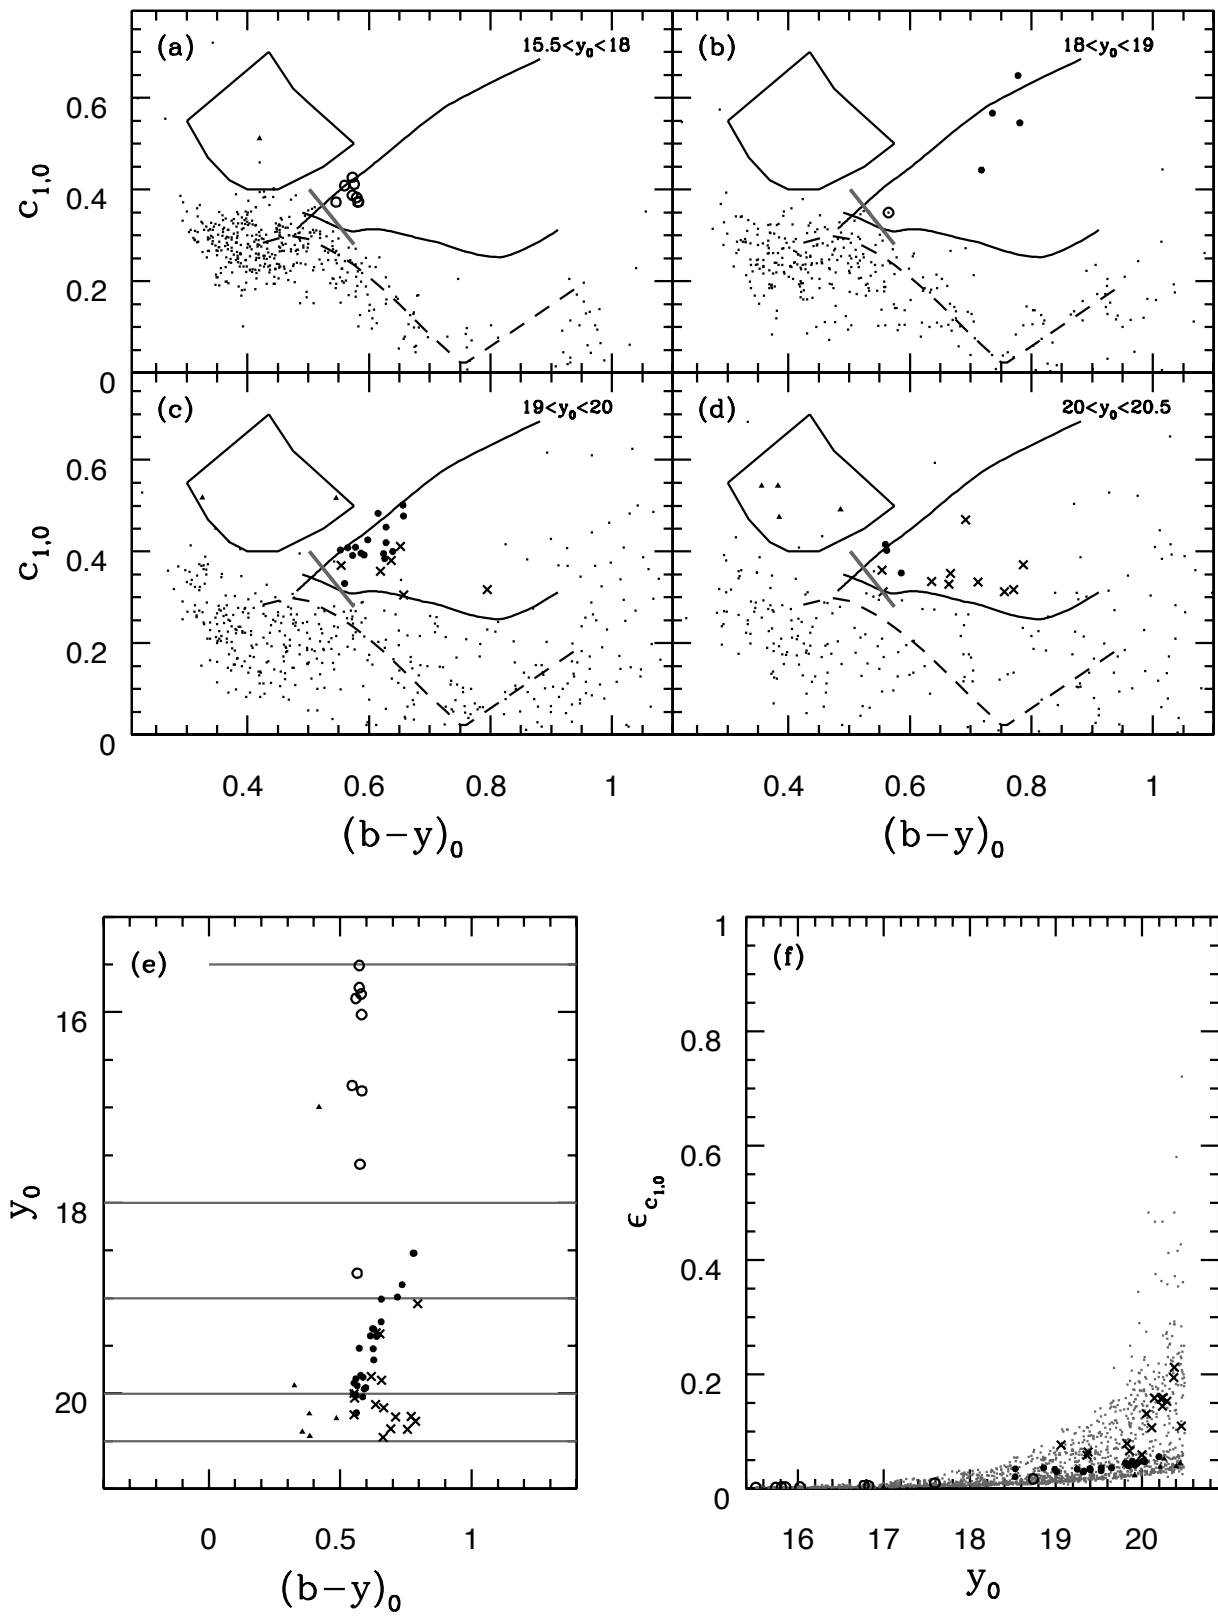 (a) 15.5<y₀<18
(b) 18<y₀<19
0.6
0.4
0.2
0
c₁,₀
(c) 19<y₀<20
(d) 20<y₀<20.5
0.6
0.4
0.2
0
c₁,₀
0.4 0.6 0.8 1
0.4 0.6 0.8 1
(b−y)₀
(b−y)₀
(e)
16
18
20
y₀
0 0.5 1
(b−y)₀
(f)
1
0.8
0.6
0.4
0.2
0
ϵ c₁,₀
16 17 18 19 20
y₀